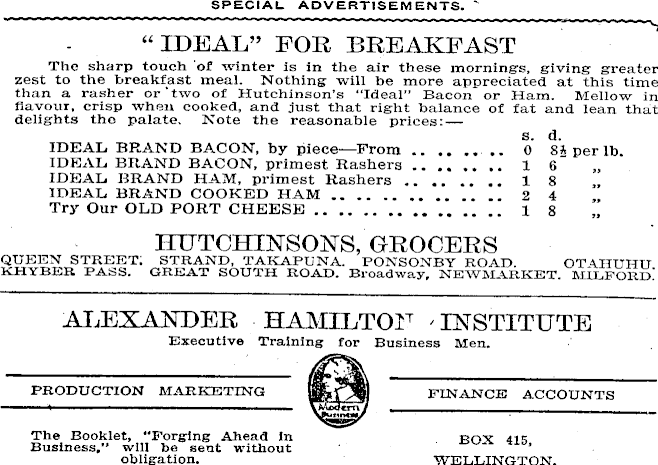 SPECIAL ADVERTISEMENTS.
"IDEAL" FOR BREAKFAST
The sharp touch of winter is in the air these mornings, giving greater
zest to the breakfast meal. Nothing will be more appreciated at this time
than a rasher or two of Hutchinson's "Ideal" Bacon or Ham. Mellow in
flavour, crisp when cooked, and just that right balance of fat and lean that
delights the palate. Note the reasonable prices:—
s. d.
IDEAL BRAND BACON, by piece—From .. .. .. .. 0 8½ per lb.
IDEAL BRAND BACON, primest Rashers .. .. .. .. 1 6 ,,
IDEAL BRAND HAM, primest Rashers .. .. .. .. .. 1 8 ,,
IDEAL BRAND COOKED HAM .. .. .. .. .. .. .. .. 2 4 ,,
Try Our OLD PORT CHEESE .. .. .. .. .. .. .. .. 1 8 ,,
HUTCHINSONS, GROCERS
QUEEN STREET. STRAND, TAKAPUNA. PONSONBY ROAD. OTAHUHU.
KHYBER PASS. GREAT SOUTH ROAD. Broadway, NEWMARKET. MILFORD.
ALEXANDER HAMILTON INSTITUTE
Executive Training for Business Men.
PRODUCTION MARKETING
Modern
Business
FINANCE ACCOUNTS
The Booklet, "Forging Ahead in
Business," will be sent without
obligation.
BOX 415,
WELLINGTON.